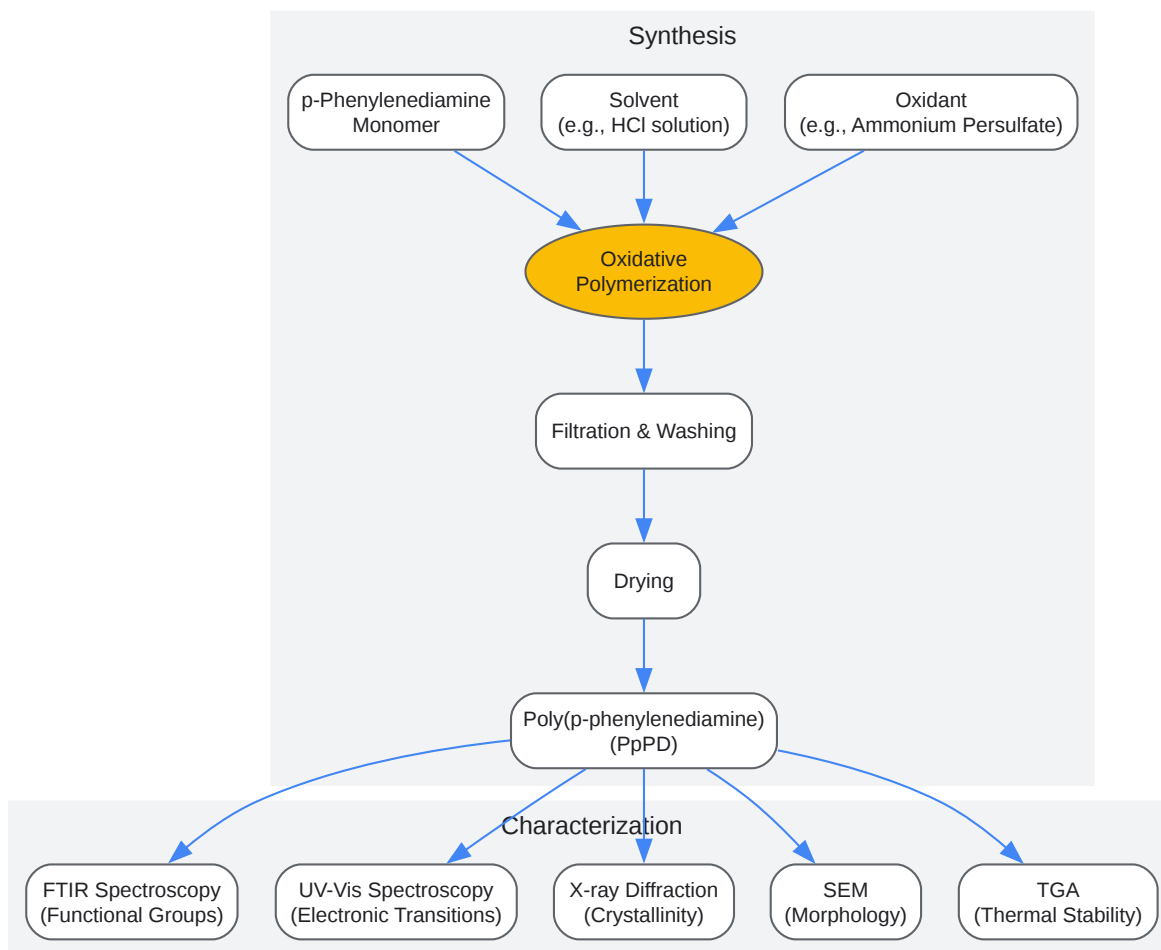 Synthesis
p-Phenylenediamine
Monomer
Solvent
(e.g., HCl solution)
Oxidant
(e.g., Ammonium Persulfate)
Oxidative
Polymerization
Filtration & Washing
Drying
Poly(p-phenylenediamine)
(PpPD)
Characterization
FTIR Spectroscopy
(Functional Groups)
UV-Vis Spectroscopy
(Electronic Transitions)
X-ray Diffraction
(Crystallinity)
SEM
(Morphology)
TGA
(Thermal Stability)